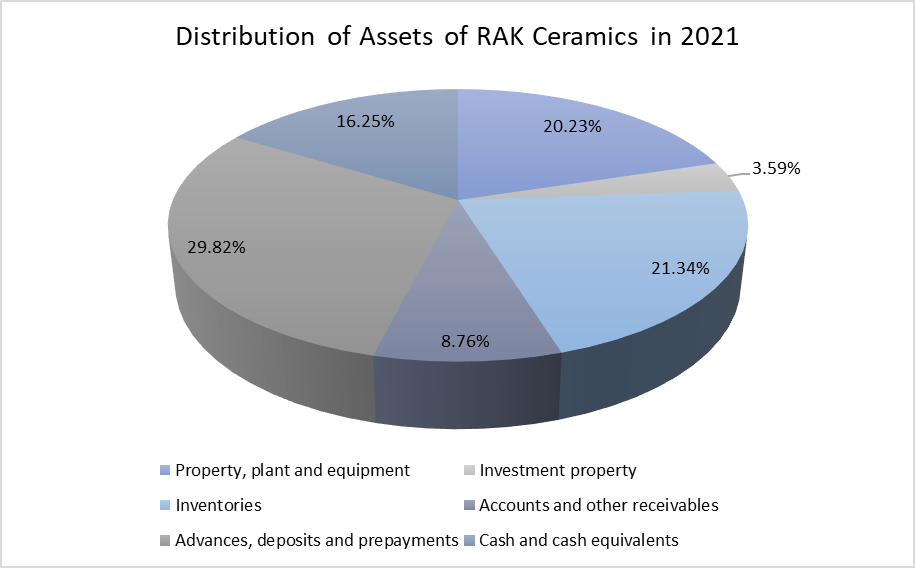 Distribution of Assets of RAK Ceramics in 2021
16.25%
20.23%
3.59%
29.82%
21.34%
8.76%
Property, plant and equipment
Investment property
Inventories
Accounts and other receivables
Advances, deposits and prepayments
Cash and cash equivalents